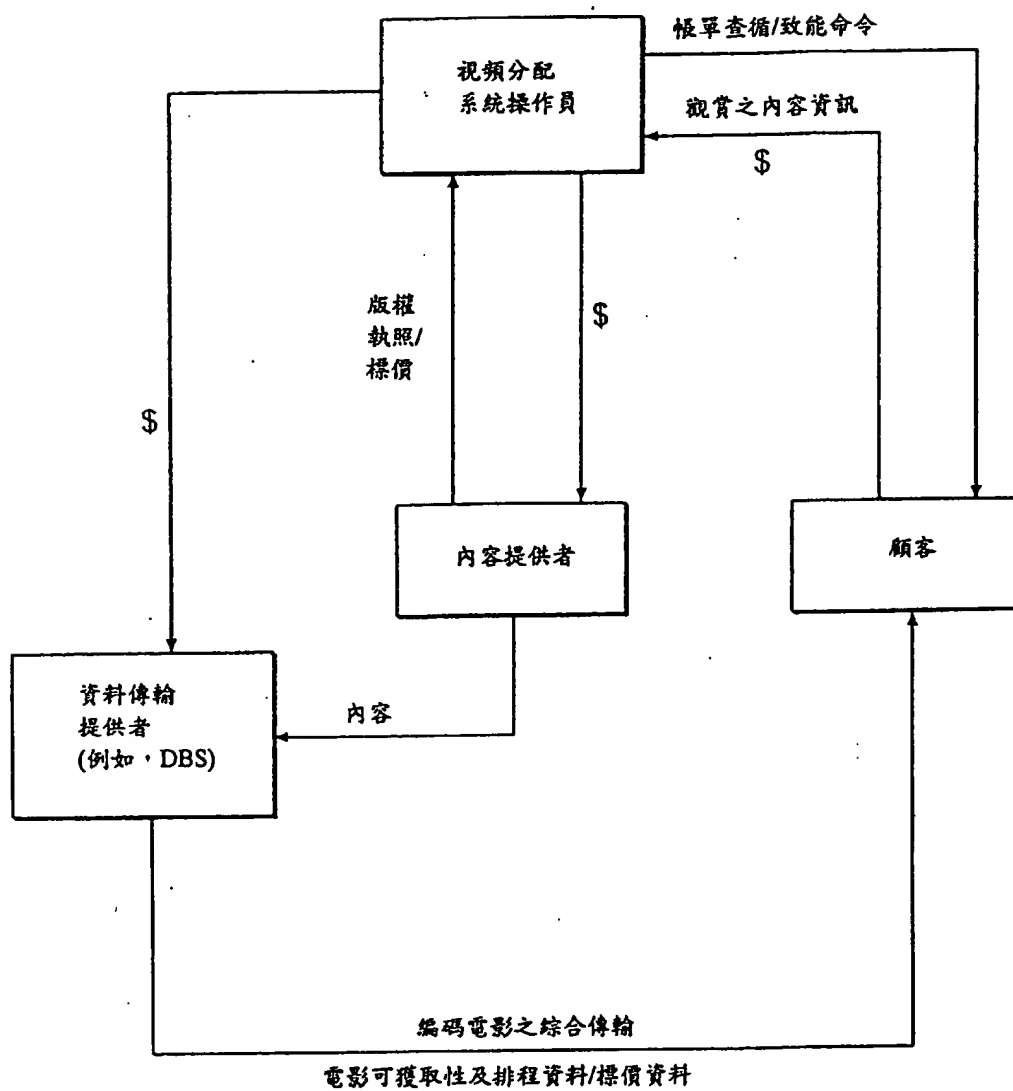 帳單查循/致能命令
視頻分配
系統操作員
觀賞之內容資訊
$
版權
執照/
標價
$
$
內容提供者
顧客
資料傳輸
提供者
(例如，DBS)
內容
編碼電影之綜合傳輸
電影可獲取性及排程資料/標價資料